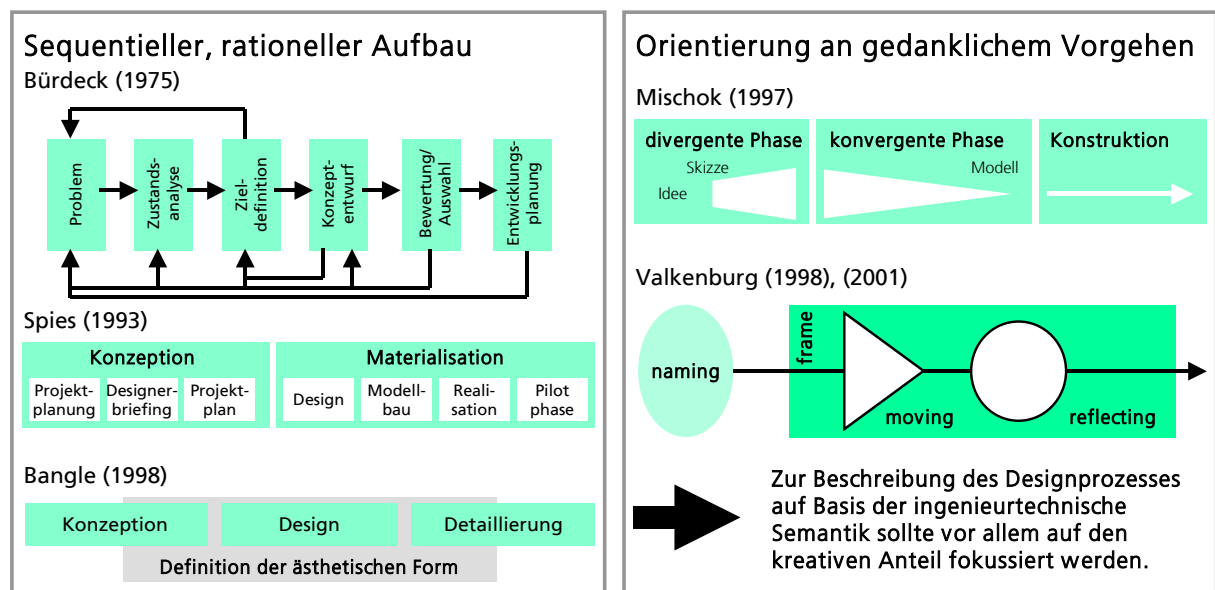 Sequentieller, rationeller Aufbau
Bürdeck (1975)
Problem
Zustands-
analyse
Ziel-
definition
Konzept-
entwurf
Bewertung/
Auswahl
Entwicklungs-
planung
Spies (1993)
Konzeption
Projekt-
planung
Designer-
briefing
Projekt-
plan
Materialisation
Design
Modell-
bau
Reali-
sation
Pilot
phase
Bangle (1998)
Konzeption
Design
Detaillierung
Definition der ästhetischen Form
Orientierung an gedanklichem Vorgehen
Mischok (1997)
divergente Phase
Skizze
Idee
konvergente Phase
Modell
Konstruktion
Valkenburg (1998), (2001)
naming
frame
moving
reflecting
Zur Beschreibung des Designprozesses
auf Basis der ingenieurtechnische
Semantik sollte vor allem auf den
kreativen Anteil fokussiert werden.